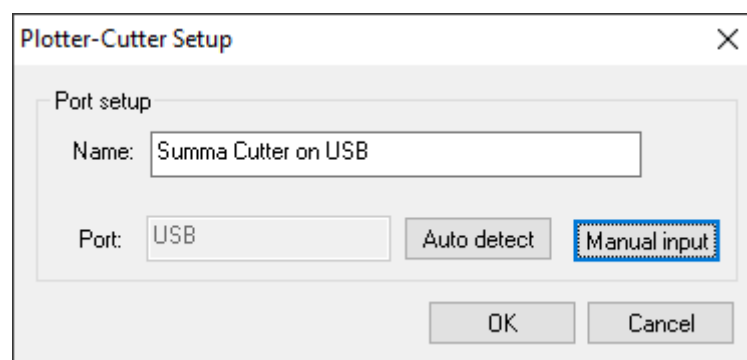 Plotter-Cutter Setup
Port setup
Name: Summa Cutter on USB
Port: USB Auto detect Manual input
OK Cancel